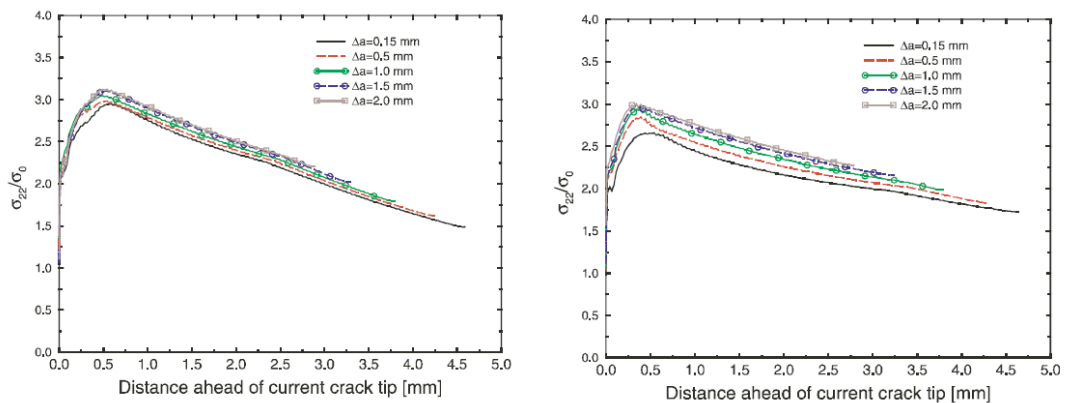 4.0
3.5
3.0
2.5
2.0
1.5
1.0
0.5
0.0
σ22/σ0
Δa=0.15 mm
Δa=0.5 mm
Δa=1.0 mm
Δa=1.5 mm
Δa=2.0 mm
0.0 0.5 1.0 1.5 2.0 2.5 3.0 3.5 4.0 4.5 5.0
Distance ahead of current crack tip [mm]
4.0
3.5
3.0
2.5
2.0
1.5
1.0
0.5
0.0
σ22/σ0
Δa=0.15 mm
Δa=0.5 mm
Δa=1.0 mm
Δa=1.5 mm
Δa=2.0 mm
0.0 0.5 1.0 1.5 2.0 2.5 3.0 3.5 4.0 4.5 5.0
Distance ahead of current crack tip [mm]